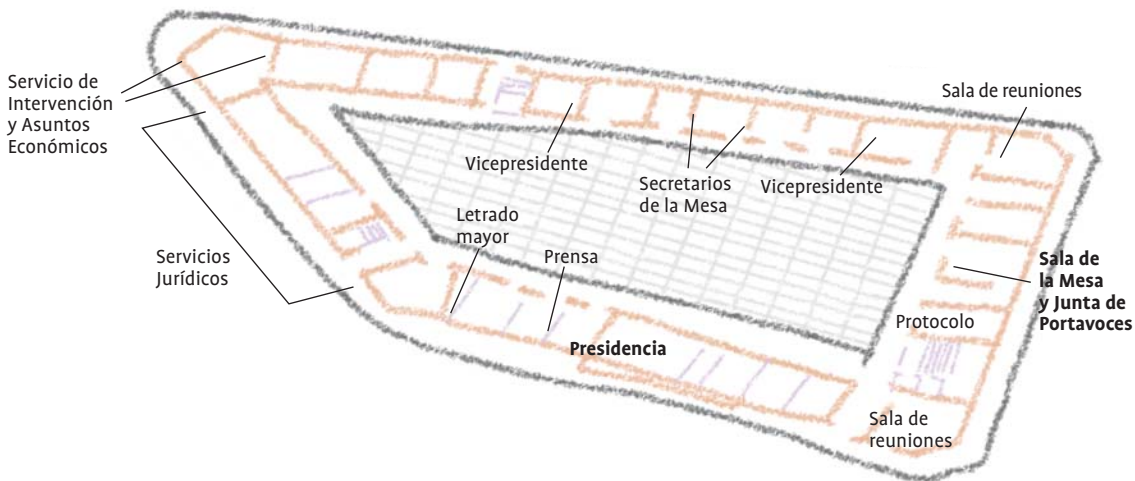 Servicio de
Intervención
y Asuntos
Económicos
Vicepresidente
Secretarios
de la Mesa
Vicepresidente
Sala de reuniones
Letrado
mayor
Prensa
Servicios
Jurídicos
Sala de
la Mesa
y Junta de
Portavoces
Protocolo
Presidencia
Sala de
reuniones